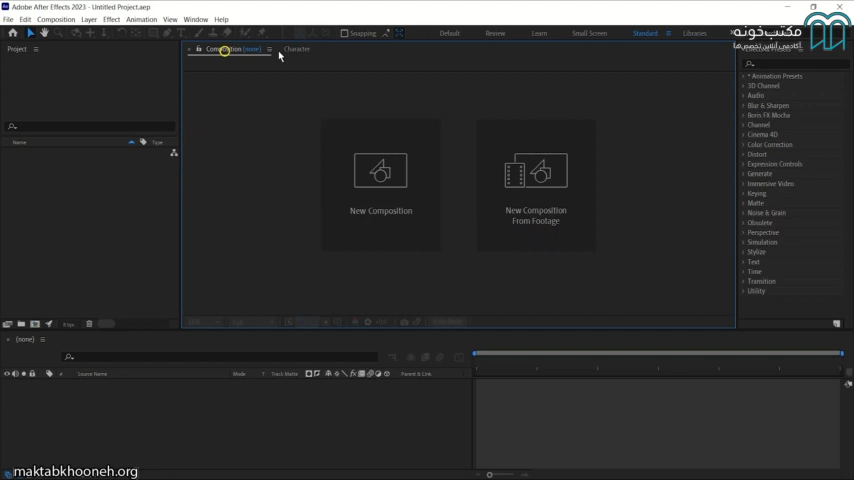 Adobe After Effects 2023 - Untitled Project.aep
File Edit Composition Layer Effect Animation View Window Help
Snapping
Default Review Learn Small Screen Standard Libraries
مکتب‌خونه
آکادمی آنلاین تخصص‌ها
Project
Composition (none)
Character
Name
Type
New Composition
New Composition
From Footage
8 bpc
* Animation Presets
3D Channel
Audio
Blur & Sharpen
Boris FX Mocha
Channel
Cinema 4D
Color Correction
Distort
Expression Controls
Generate
Immersive Video
Keying
Matte
Noise & Grain
Obsolete
Perspective
Simulation
Stylize
Text
Time
Transition
Utility
(none)
# Source Name
Mode T Track Matte
Parent & Link
maktabkhooneh.org